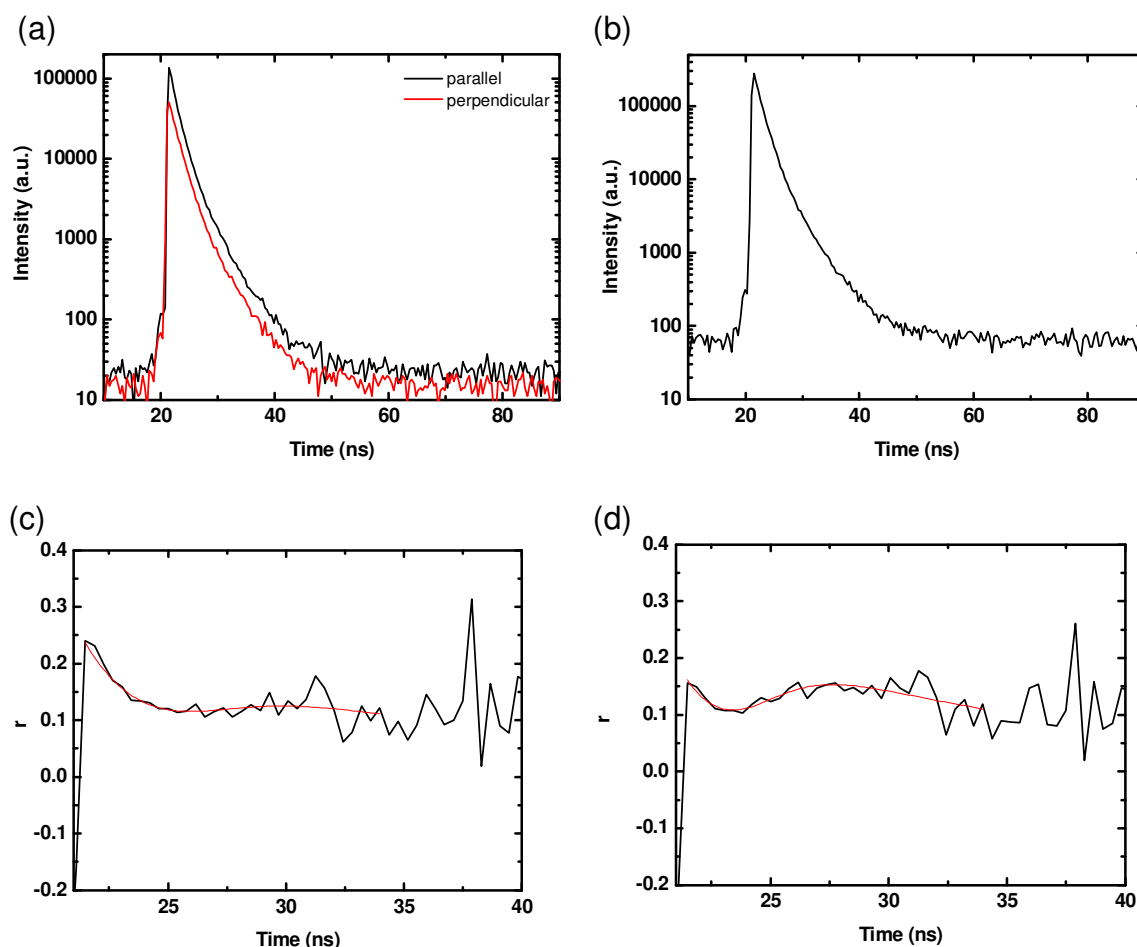 (a)
Intensity (a.u.)
100000
10000
1000
100
10
parallel
perpendicular
20 40 60 80
Time (ns)
(b)
Intensity (a.u.)
100000
10000
1000
100
10
20 40 60 80
Time (ns)
(c)
r
0.4
0.3
0.2
0.1
0.0
-0.1
-0.2
25 30 35 40
Time (ns)
(d)
r
0.4
0.3
0.2
0.1
0.0
-0.1
-0.2
25 30 35 40
Time (ns)